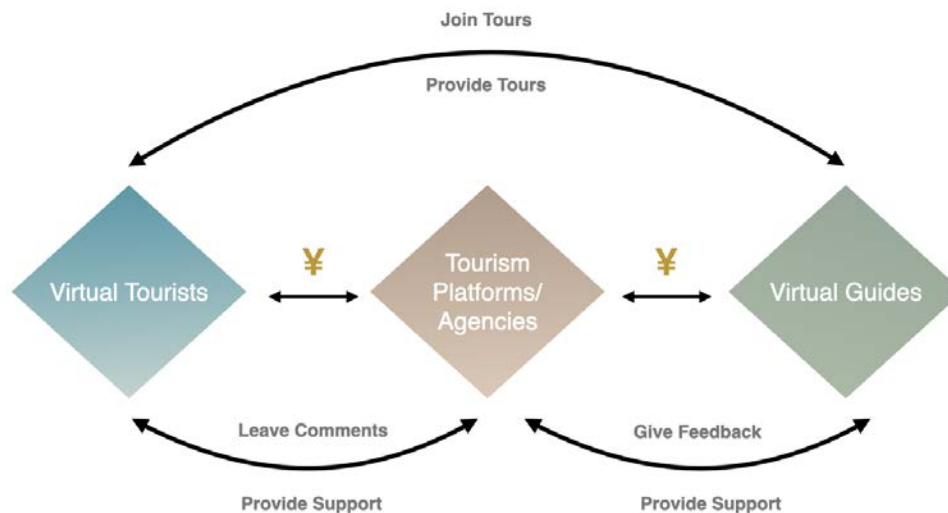 Join Tours
Provide Tours
¥
¥
Virtual Tourists
Tourism
Platforms/
Agencies
Virtual Guides
Leave Comments
Give Feedback
Provide Support
Provide Support